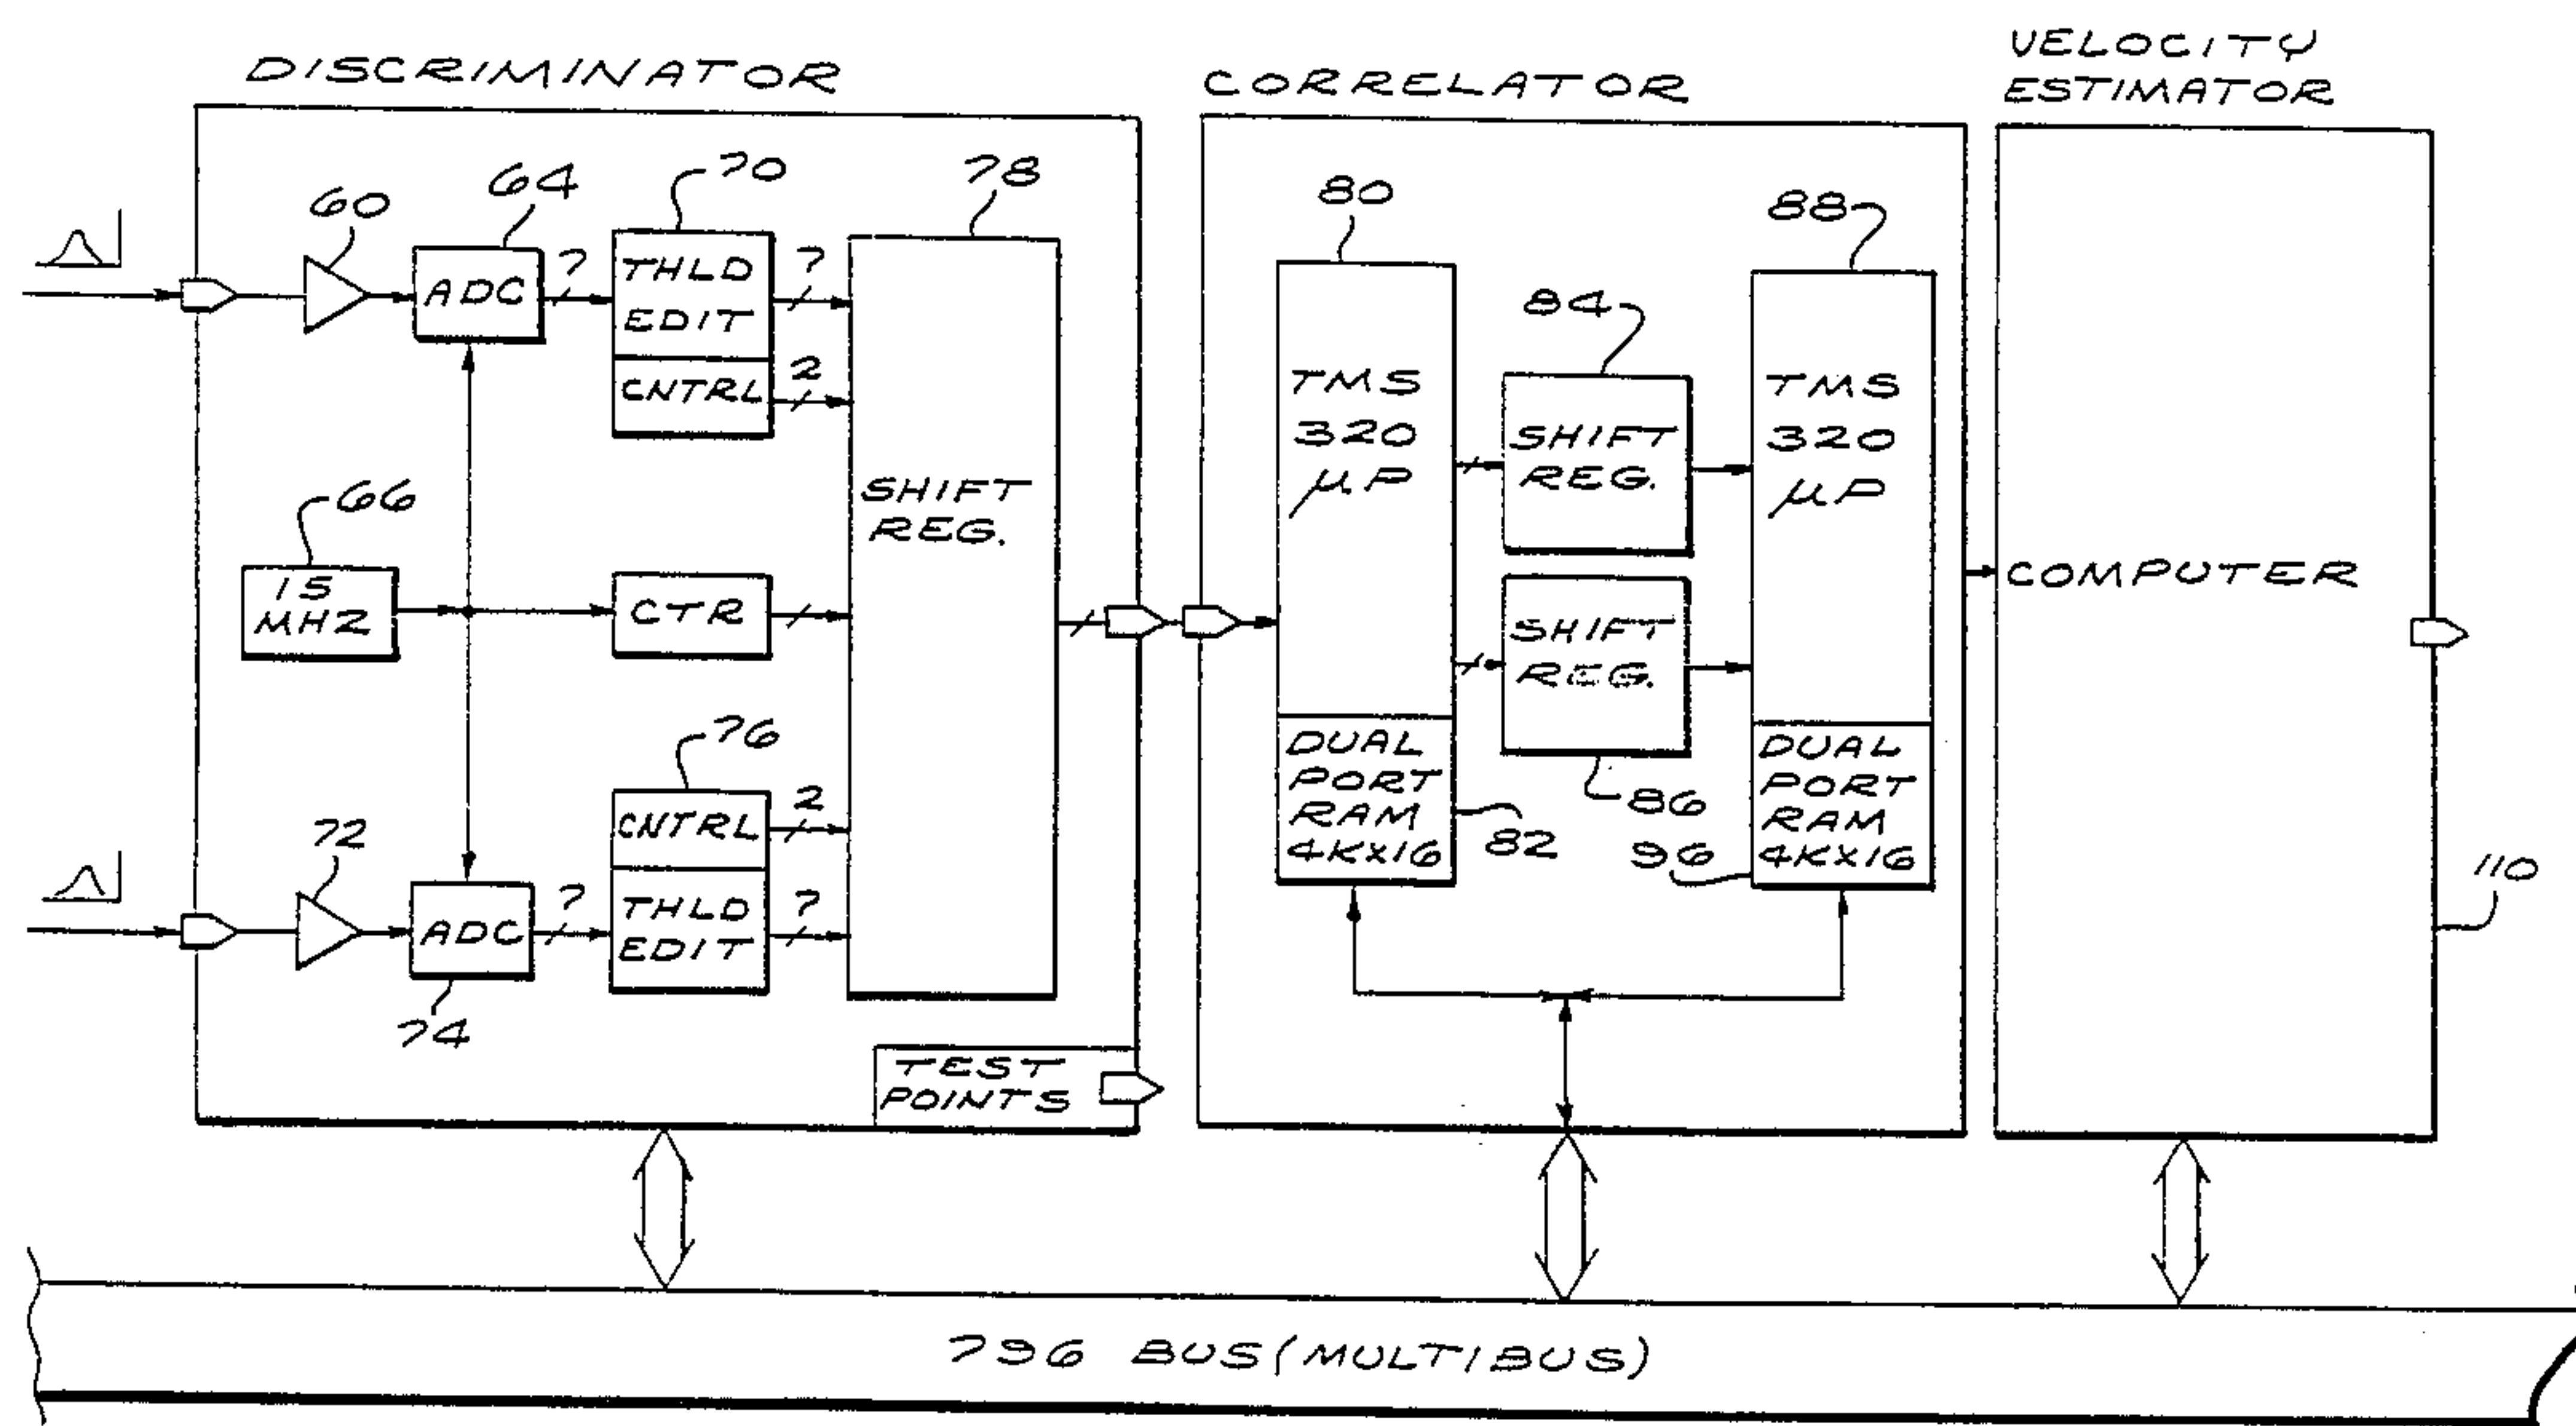 DISCRIMINATOR
CORRELATOR
VELOCITY
ESTIMATOR
60
64
70
78
ADC
7
THLD
EDIT
7
CNTRL
2
66
15
MHZ
CTR
SHIFT
REG.
76
72
CNTRL
2
ADC
7
THLD
EDIT
7
74
TEST
POINTS
80
84
88
TMS
320
μP
SHIFT
REG.
SHIFT
REG.
TMS
320
μP
DUAL
PORT
RAM
4KX16
82
86
96
DUAL
PORT
RAM
4KX16
COMPUTER
110
796 BUS (MULTIBUS)